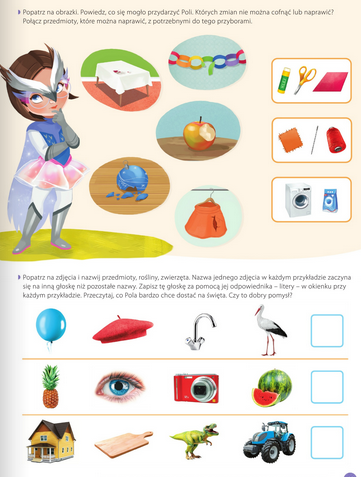 Popatrz na obrazki. Powiedz, co się mogło przydarzyć Poli. Których zmian nie można cofnąć lub naprawić?
Połącz przedmioty, które można naprawić, z potrzebnymi do tego przyborami.
Popatrz na zdjęcia i nazwij przedmioty, rośliny, zwierzęta. Nazwa jednego zdjęcia w każdym przykładzie zaczyna
się na inną głoskę niż pozostałe nazwy. Zapisz tę głoskę za pomocą jej odpowiednika – litery – w okienku przy
każdym przykładzie. Przeczytaj, co Pola bardzo chce dostać na święta. Czy to dobry pomysł?